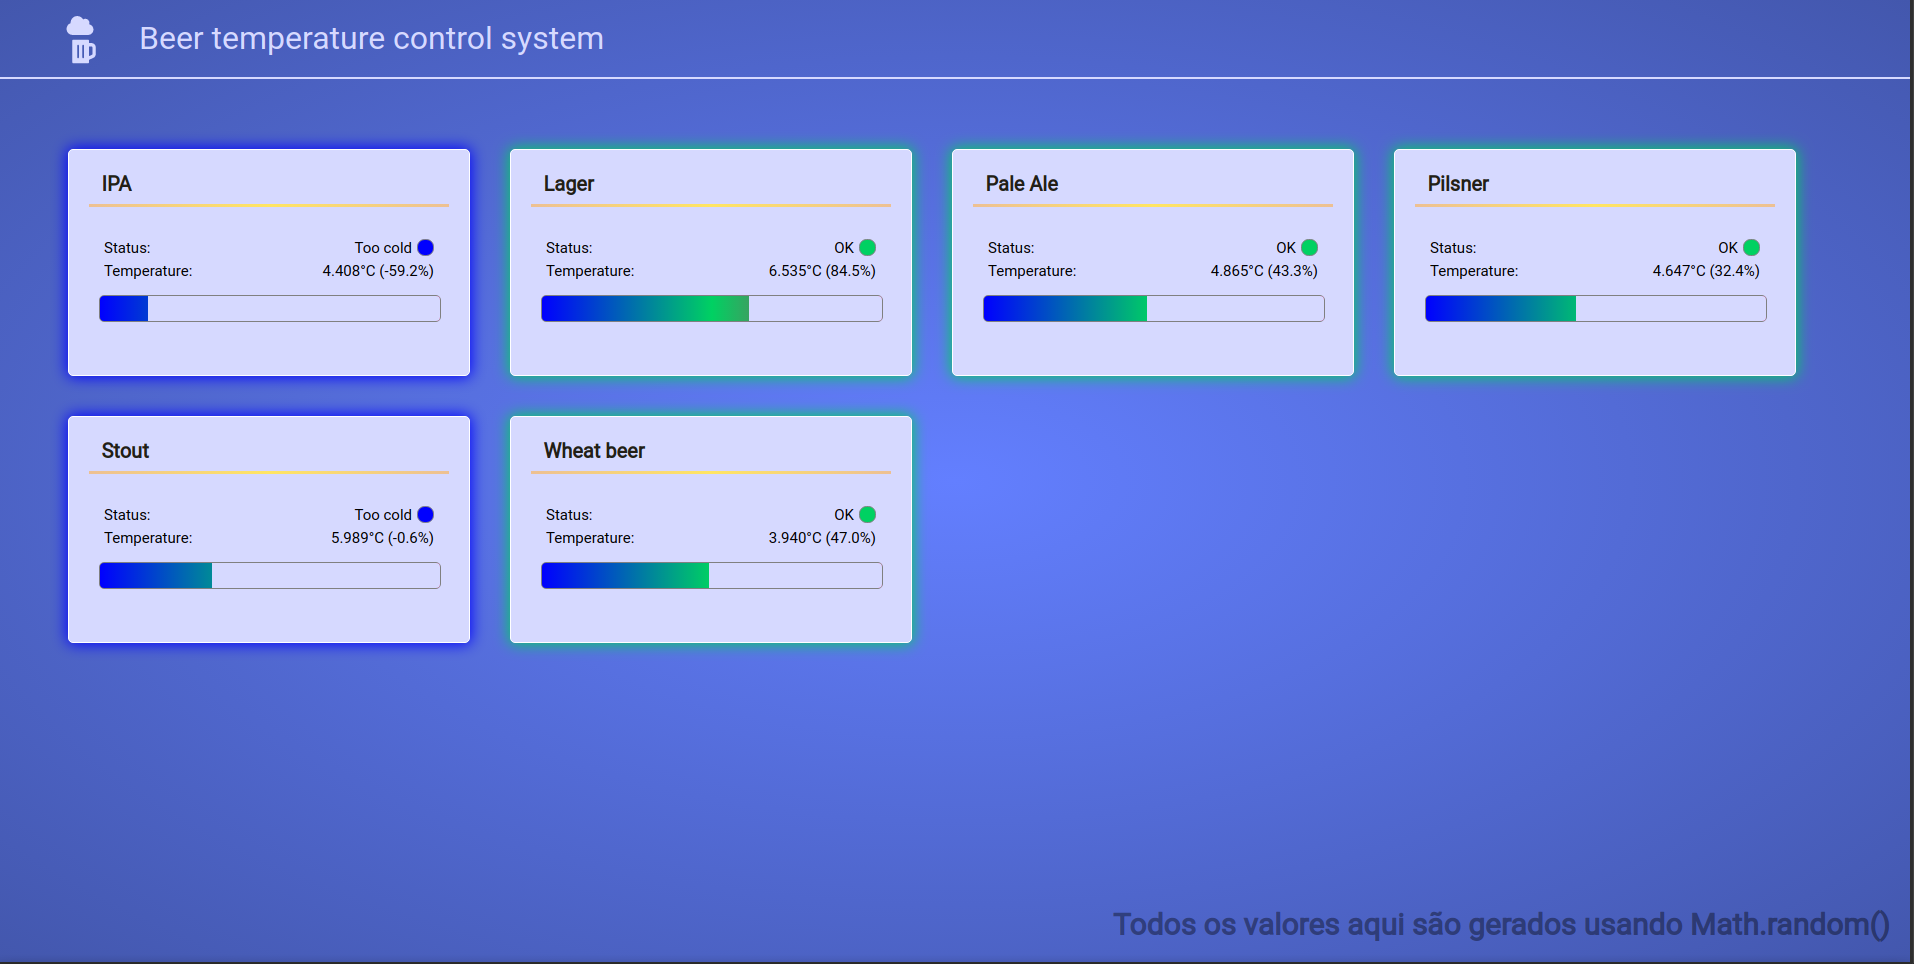 Beer temperature control system
IPA
Status: Too cold
Temperature: 4.408°C (-59.2%)
Lager
Status: OK
Temperature: 6.535°C (84.5%)
Pale Ale
Status: OK
Temperature: 4.865°C (43.3%)
Pilsner
Status: OK
Temperature: 4.647°C (32.4%)
Stout
Status: Too cold
Temperature: 5.989°C (-0.6%)
Wheat beer
Status: OK
Temperature: 3.940°C (47.0%)
Todos os valores aqui são gerados usando Math.random()